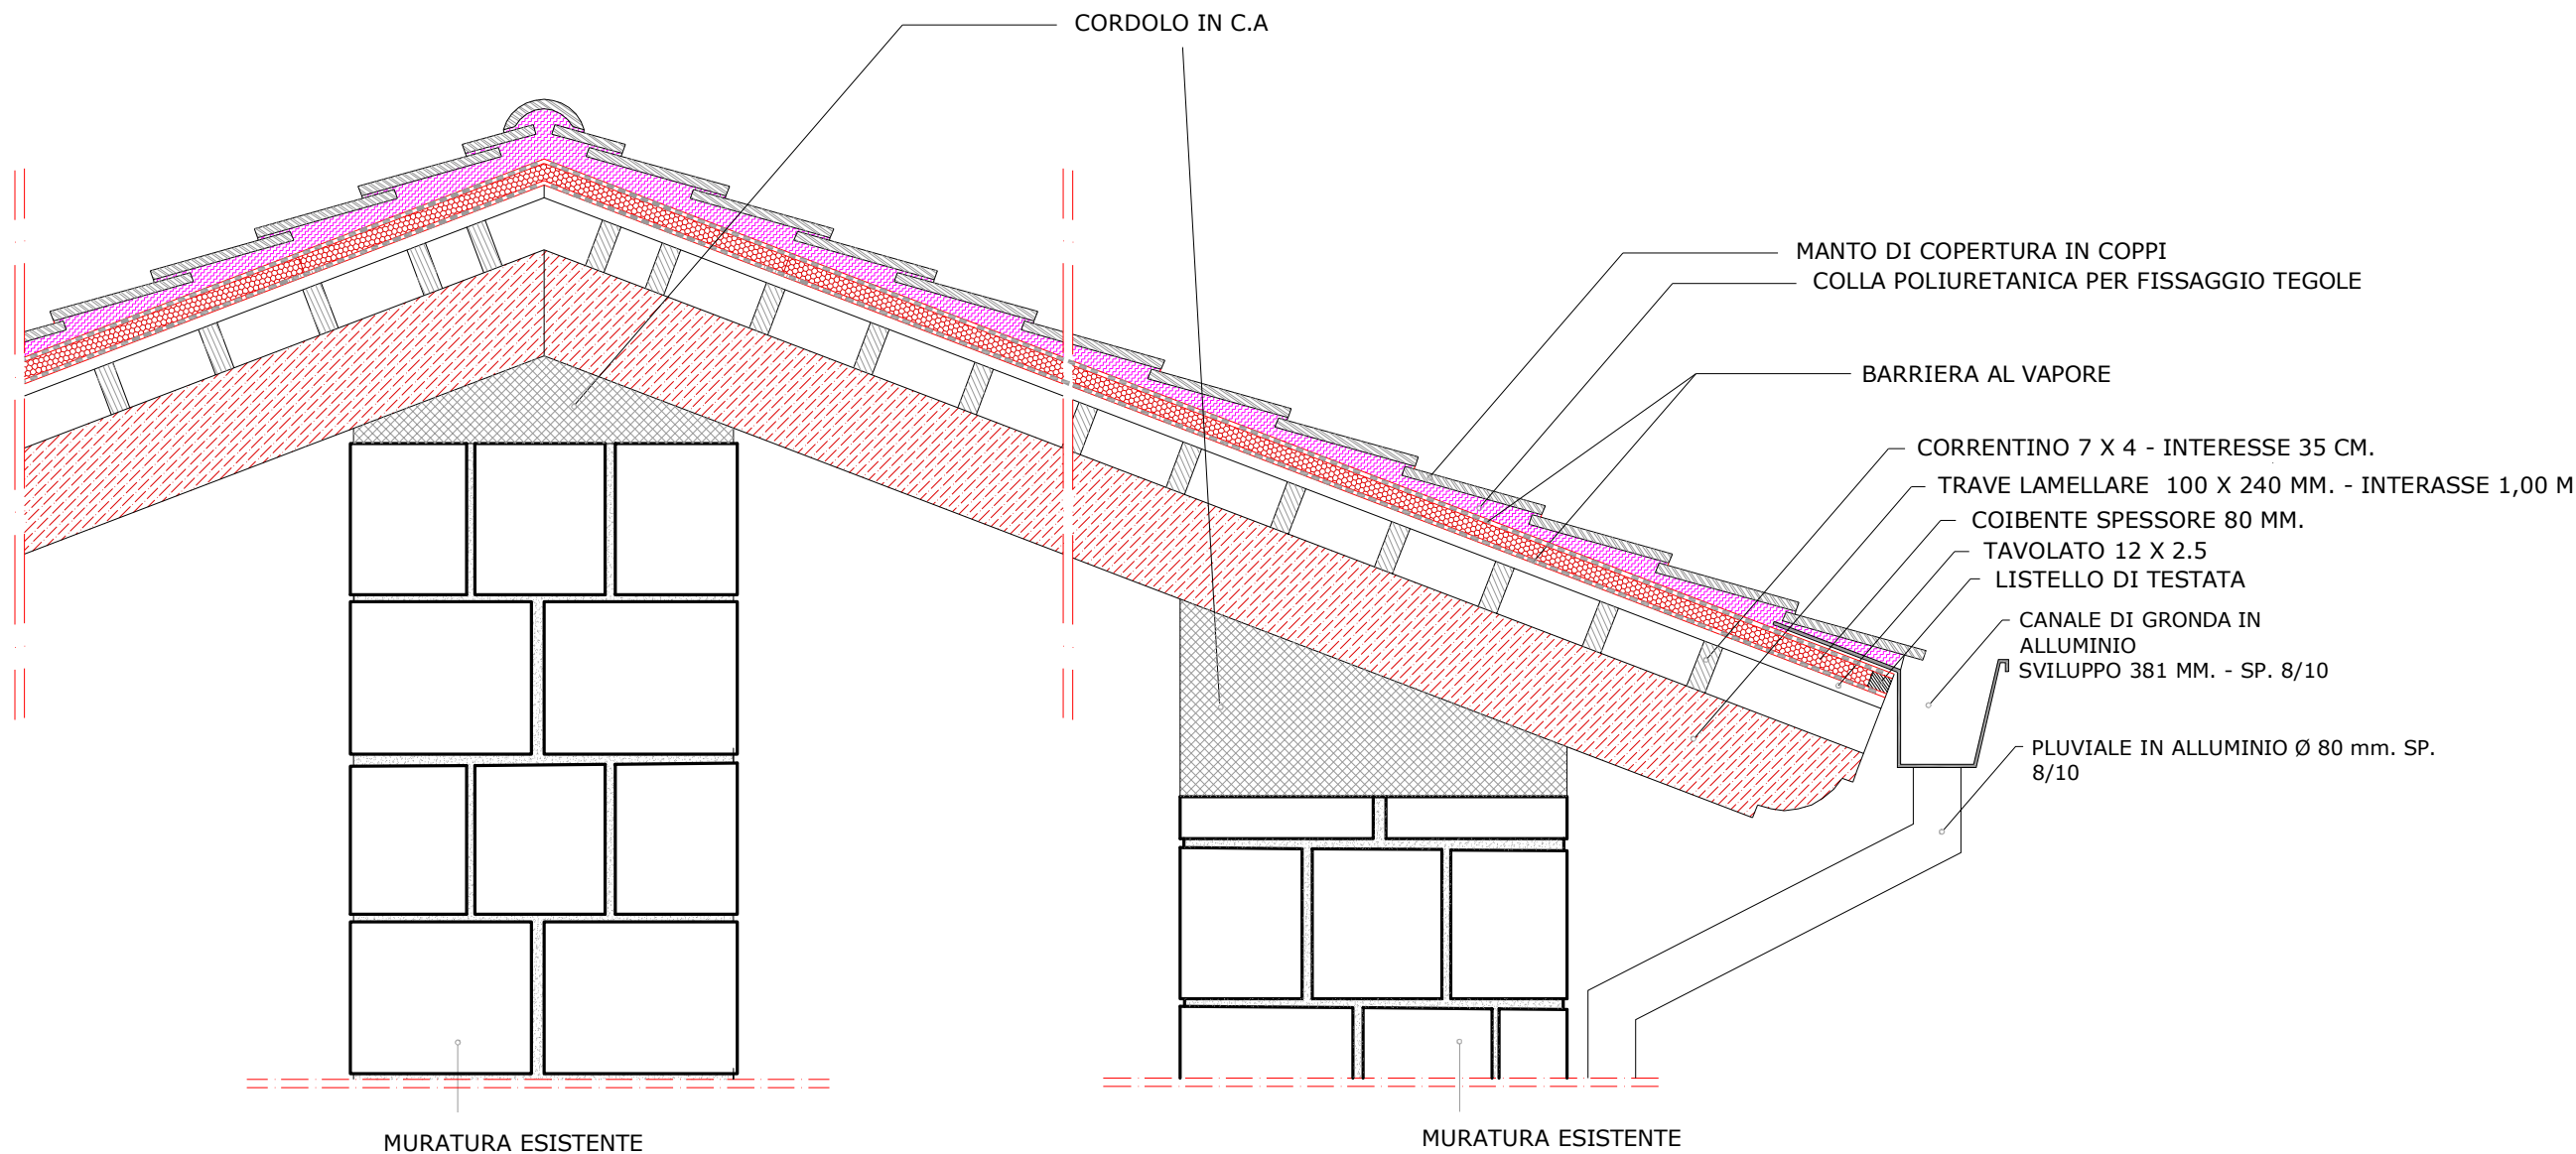 CORDOLO IN C.A
MANTO DI COPERTURA IN COPPI
COLLA POLIURETANICA PER FISSAGGIO TEGOLE
BARRIERA AL VAPORE
CORRENTINO 7 X 4 - INTERESSE 35 CM.
TRAVE LAMELLARE 100 X 240 MM. - INTERASSE 1,00 M
COIBENTE SPESSORE 80 MM.
TAVOLATO 12 X 2.5
LISTELLO DI TESTATA
CANALE DI GRONDA IN
ALLUMINIO
SVILUPPO 381 MM. - SP. 8/10
PLUVIALE IN ALLUMINIO Ø 80 mm. SP.
8/10
MURATURA ESISTENTE
MURATURA ESISTENTE